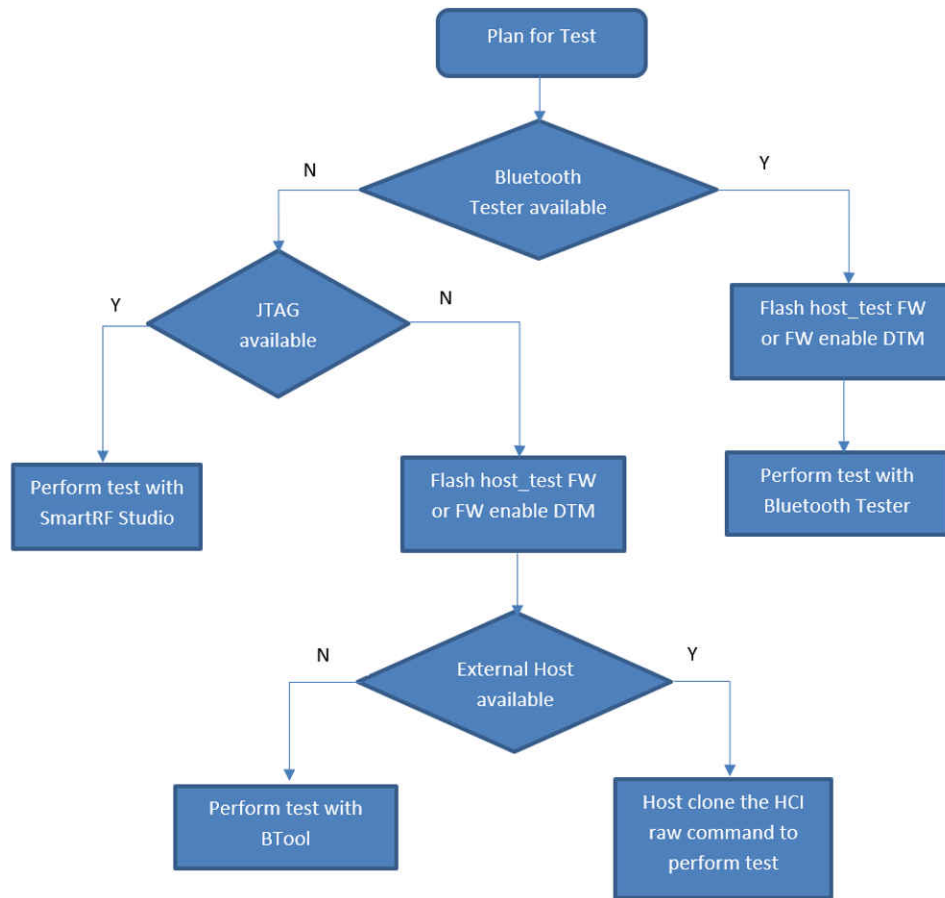 Plan for Test
N
Y
Bluetooth
Tester available
Y
N
JTAG
available
Flash host_test FW
or FW enable DTM
Perform test with
SmartRF Studio
Flash host_test FW
or FW enable DTM
Perform test with
Bluetooth Tester
N
Y
External Host
available
Perform test with
BTool
Host clone the HCI
raw command to
perform test